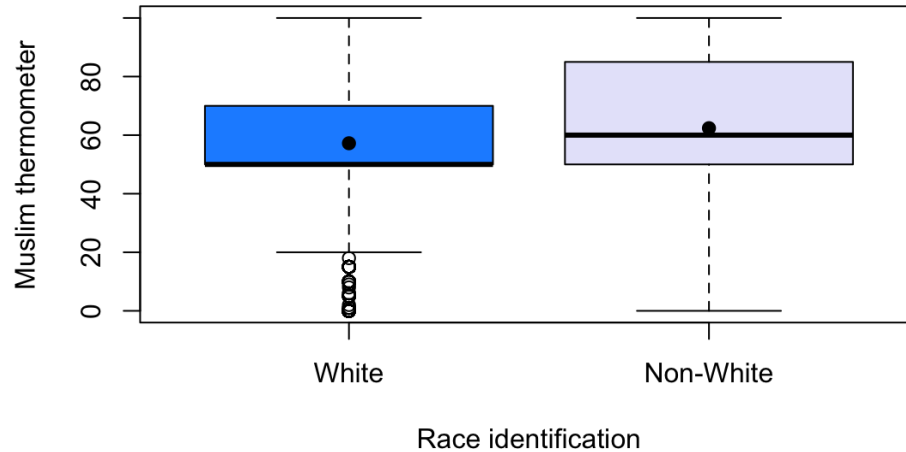 Muslim thermometer
80
60
40
20
0
White Non-White
Race identification